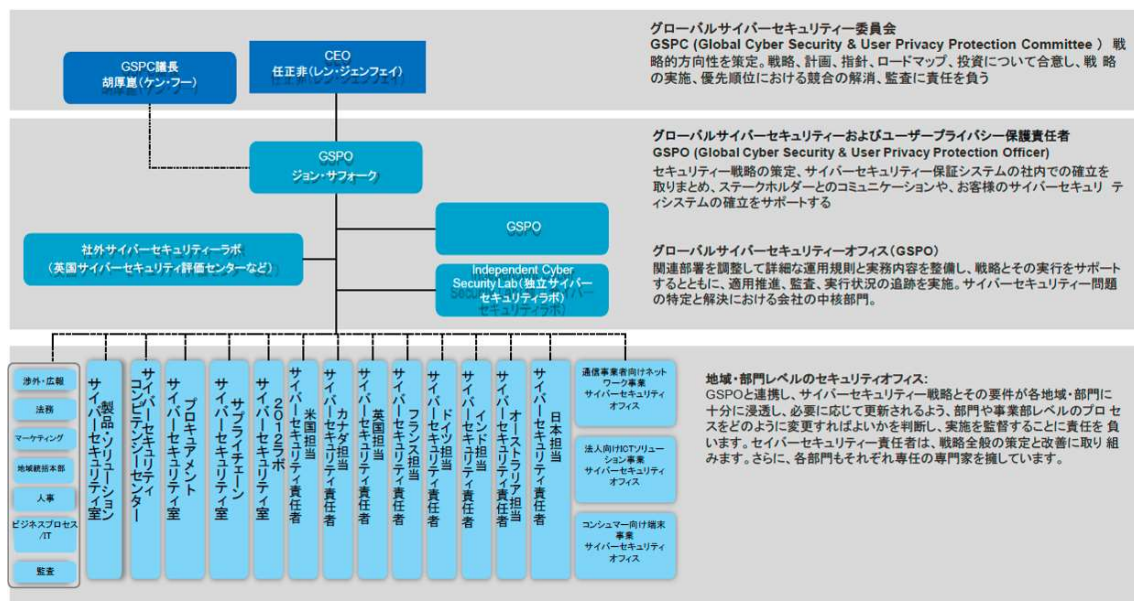 グローバルサイバーセキュリティー委員会
GSPC (Global Cyber Security & User Privacy Protection Committee ) 戦
略的方向性を策定。戦略、計画、指針、ロードマップ、投資について合意し、戦 略
の実施、優先順位における競合の解消、監査に責任を負う
GSPC議長
胡厚崑(ケン・フー)
CEO
任正非(レン・ジェンフェイ)
GSPO
ジョン・サフォーク
グローバルサイバーセキュリティーおよびユーザープライバシー保護責任者
GSPO (Global Cyber Security & User Privacy Protection Officer)
セキュリティー戦略の策定、サイバーセキュリティー保証システムの社内での確立を
取りまとめ、ステークホルダーとのコミュニケーションや、お客様のサイバーセキュリ テ
ィシステムの確立をサポートする
社外サイバーセキュリティーラボ
(英国サイバーセキュリティ評価センターなど)
GSPO
Independent Cyber
Security Lab(独立サイバー
セキュリティラボ)
グローバルサイバーセキュリティーオフィス(GSPO)
関連部署を調整して詳細な運用規則と実務内容を整備し、戦略とその実行をサポート
するとともに、適用推進、監査、実行状況の追跡を実施。サイバーセキュリティー問題
の特定と解決における会社の中核部門。
渉外・広報
法務
マーケティング
地域統括本部
人事
ビジネスプロセス
/IT
監査
製品・ソリューション
サイバーセキュリティ室
サイバーセキュリティ
コンピテンシーセンター
プロキュアメント
サイバーセキュリティ室
サプライチェーン
サイバーセキュリティ室
2012ラボ
サイバーセキュリティ室
米国担当
サイバーセキュリティ責任者
カナダ担当
サイバーセキュリティ責任者
英国担当
サイバーセキュリティ責任者
フランス担当
サイバーセキュリティ責任者
ドイツ担当
サイバーセキュリティ責任者
インド担当
サイバーセキュリティ責任者
オーストラリア担当
サイバーセキュリティ責任者
日本担当
サイバーセキュリティ責任者
通信事業者向けネット
ワーク事業
サイバーセキュリティ
オフィス
法人向けICTソリュー
ション事業
サイバーセキュリティ
オフィス
コンシュマー向け端末
事業
サイバーセキュリティ
オフィス
地域・部門レベルのセキュリティオフィス:
GSPOと連携し、サイバーセキュリティー戦略とその要件が各地域・部門に
十分に浸透し、必要に応じて更新されるよう、部門や事業部レベルのプロ セ
スをどのように変更すればよいかを判断し、実施を監督することに責任を 負
います。セイバーセキュリティー責任者は、戦略全般の策定と改善に取り 組
みます。さらに、各部門もそれぞれ専任の専門家を擁しています。